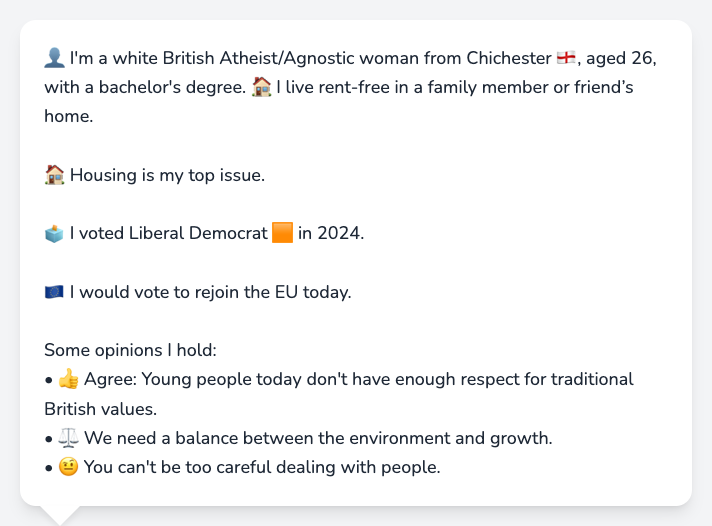 👤 I'm a white British Atheist/Agnostic woman from Chichester 🏴󠁧󠁢󠁥󠁮󠁧󠁿, aged 26,
with a bachelor's degree. 🏠 I live rent-free in a family member or friend’s
home.
🏠 Housing is my top issue.
🗳️ I voted Liberal Democrat 🟧 in 2024.
🇪🇺 I would vote to rejoin the EU today.
Some opinions I hold:
• 👍 Agree: Young people today don't have enough respect for traditional
British values.
• ⚖️ We need a balance between the environment and growth.
• 🤨 You can't be too careful dealing with people.